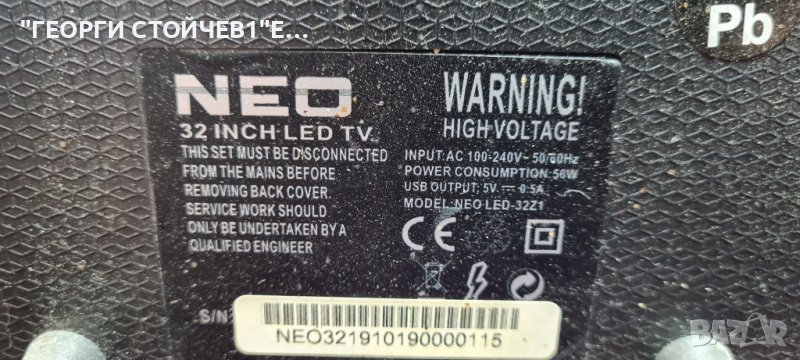 "ГЕОРГИ СТОЙЧЕВ1"Е...
Pb
NEO
32 INCH LED TV
THIS SET MUST BE DISCONNECTED
FROM THE MAINS BEFORE
REMOVING BACK COVER.
SERVICE WORK SHOULD
ONLY BE UNDERTAKEN BY A
QUALIFIED ENGINEER
WARNING!
HIGH VOLTAGE
INPUT: AC 100-240V~ 50/60Hz
POWER CONSUMPTION: 56W
USB OUTPUT: 5V 0.5A
MODEL: NEO LED-32Z1
CE
S/N:
NEO321910190000115
BAZAR.bg